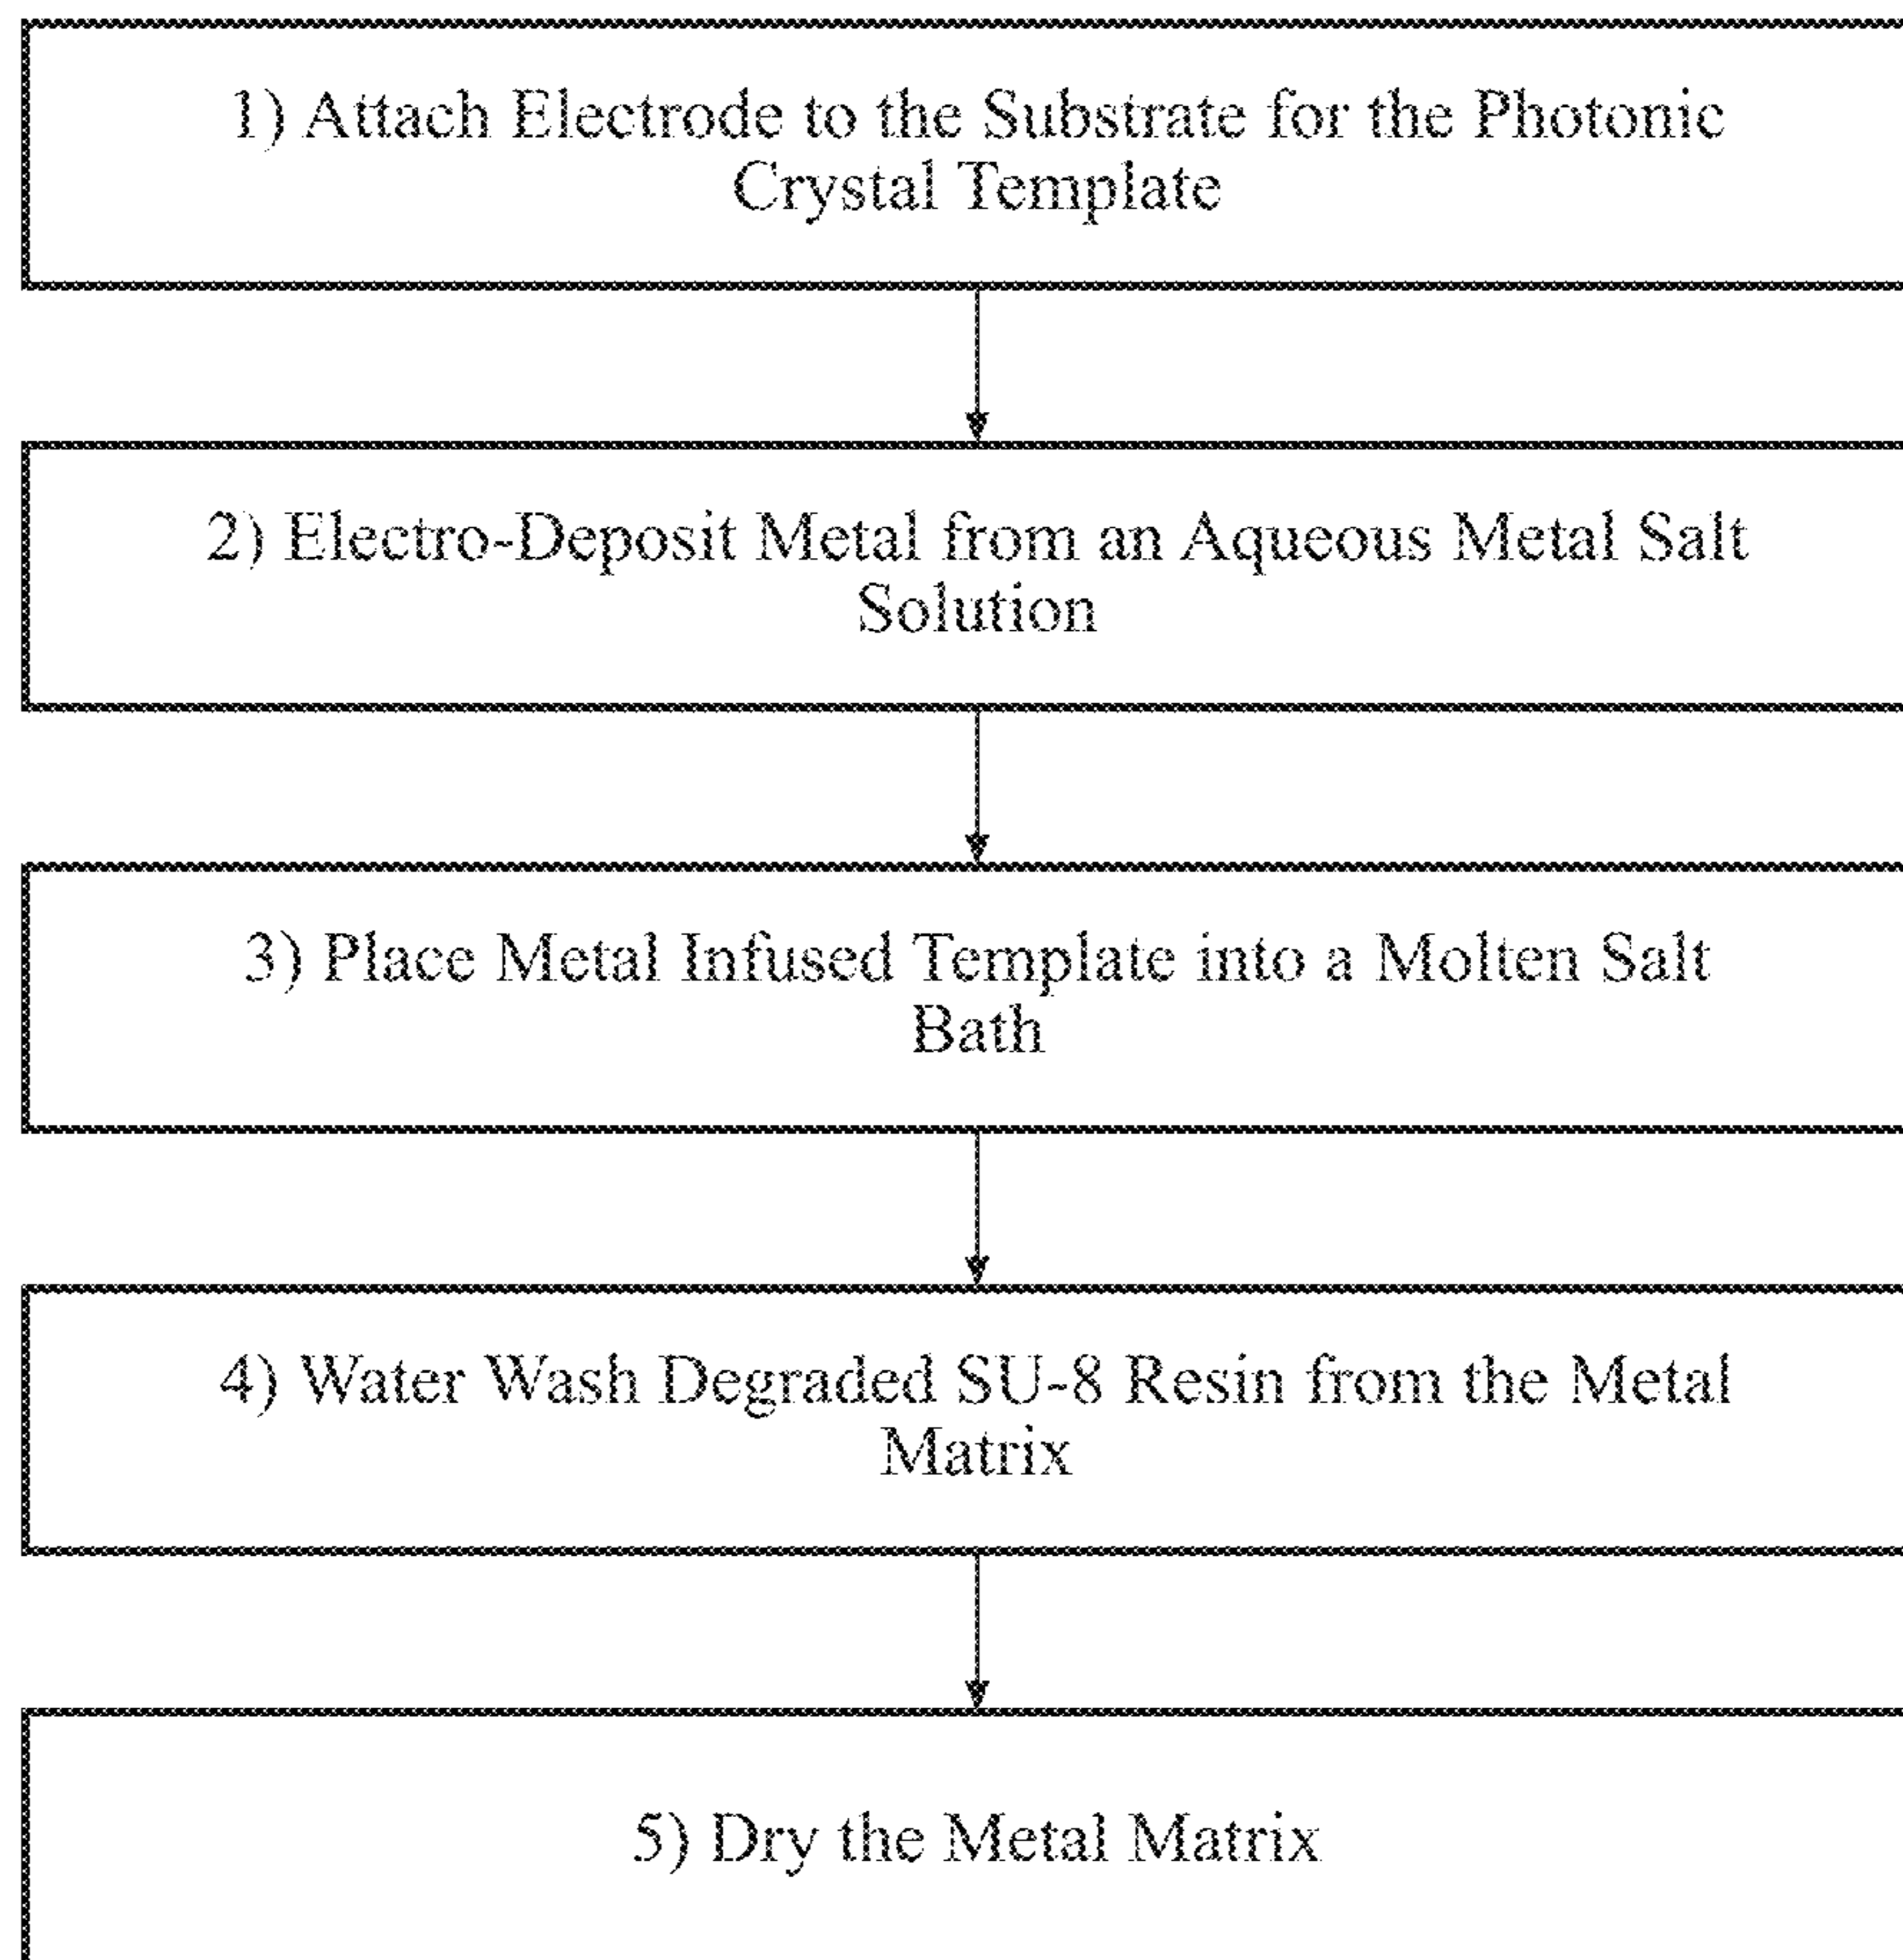 1) Attach Electrode to the Substrate for the Photonic
Crystal Template
2) Electro-Deposit Metal from an Aqueous Metal Salt
Solution
3) Place Metal Infused Template into a Molten Salt
Bath
4) Water Wash Degraded SU-8 Resin from the Metal
Matrix
5) Dry the Metal Matrix